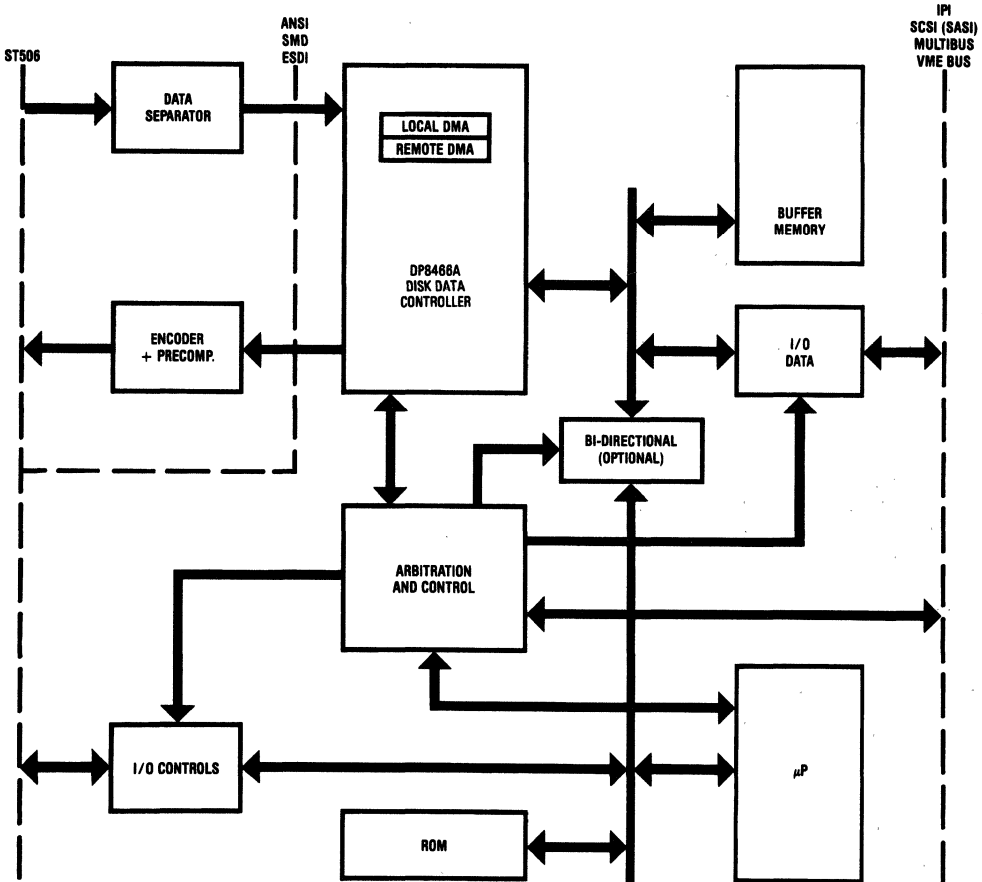 ST506
ANSI
SMD
ESDI
IPI
SCSI (SASI)
MULTIBUS
VME BUS
DATA
SEPARATOR
LOCAL DMA
REMOTE DMA
DP8466A
DISK DATA
CONTROLLER
BUFFER
MEMORY
ENCODER
+ PRECOMP.
I/O
DATA
BI-DIRECTIONAL
(OPTIONAL)
ARBITRATION
AND CONTROL
I/O CONTROLS
μP
ROM